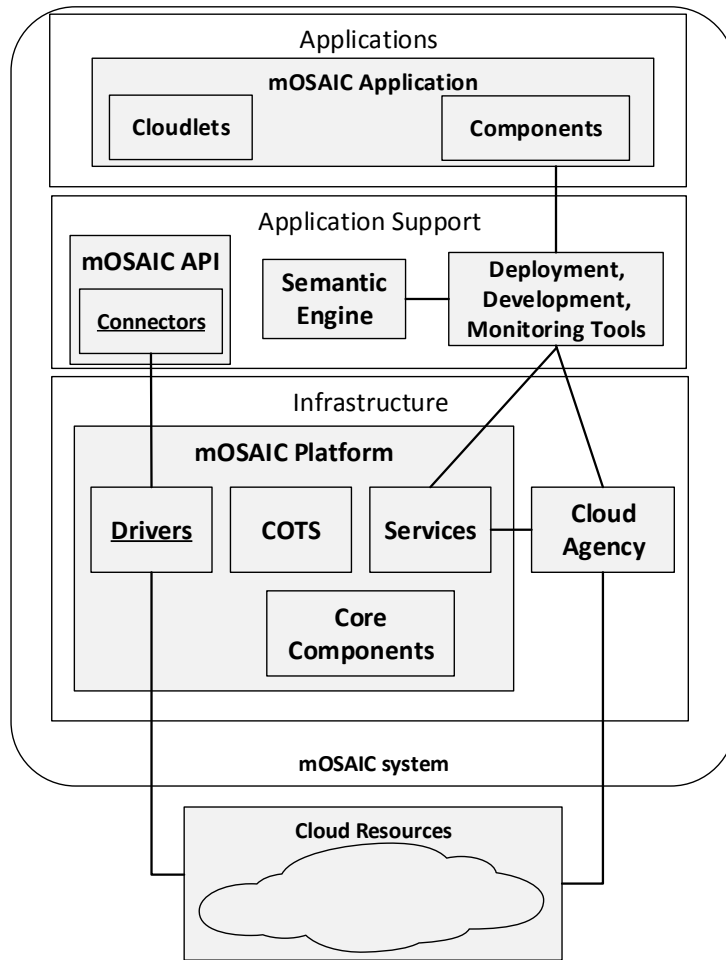 Applications
mOSAIC Application
Cloudlets
Components
Application Support
mOSAIC API
Connectors
Semantic
Engine
Deployment,
Development,
Monitoring Tools
Infrastructure
mOSAIC Platform
Drivers
COTS
Services
Cloud
Agency
Core
Components
mOSAIC system
Cloud Resources